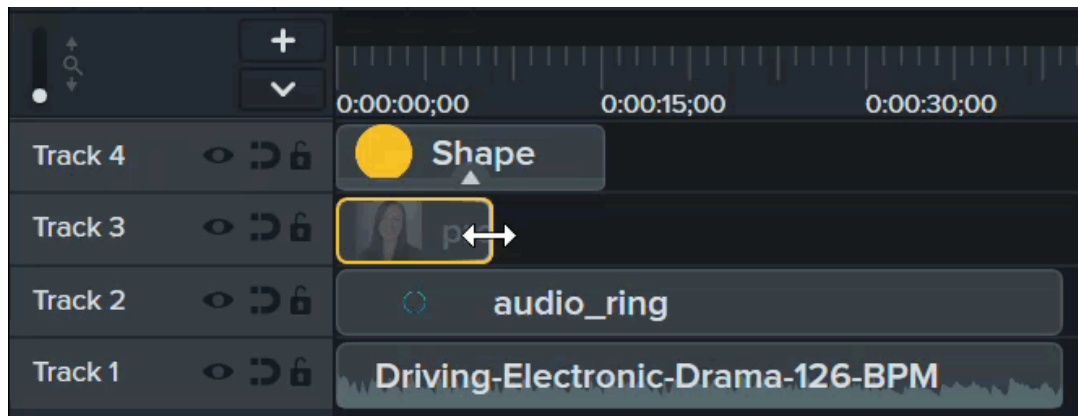 0:00:00;00 0:00:15;00 0:00:30;00
Track 4 Shape
Track 3
Track 2 audio_ring
Track 1 Driving-Electronic-Drama-126-BPM